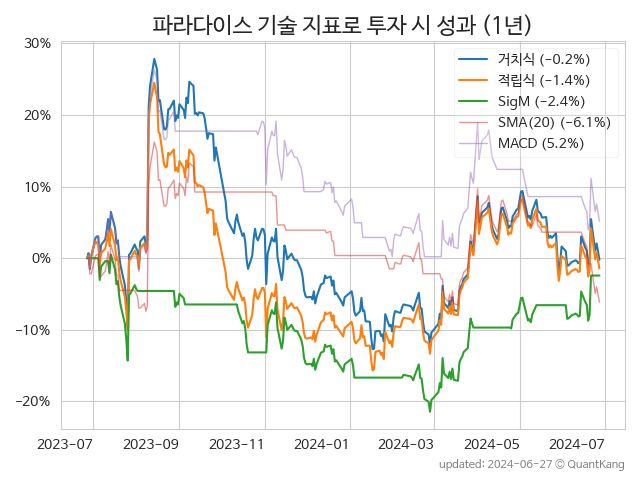 파라다이스 기술 지표로 투자 시 성과 (1년)
30%
20%
10%
0%
−10%
−20%
거치식 (−0.2%)
적립식 (−1.4%)
SigM (−2.4%)
SMA(20) (−6.1%)
MACD (5.2%)
2023-07 2023-09 2023-11 2024-01 2024-03 2024-05 2024-07
updated: 2024-06-27 © QuantKang